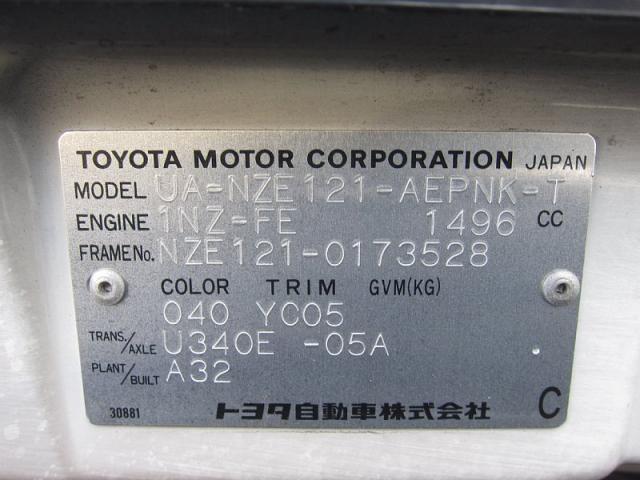 TOYOTA MOTOR CORPORATION JAPAN
MODEL UA-NZE121-AEPNK-T
ENGINE 1NZ-FE 1496 CC
FRAME No. NZE121-0173528
COLOR TRIM GVM(KG)
040 YC05
TRANS./AXLE U340E -05A
PLANT/BUILT A32
30881 トヨタ自動車株式会社 C